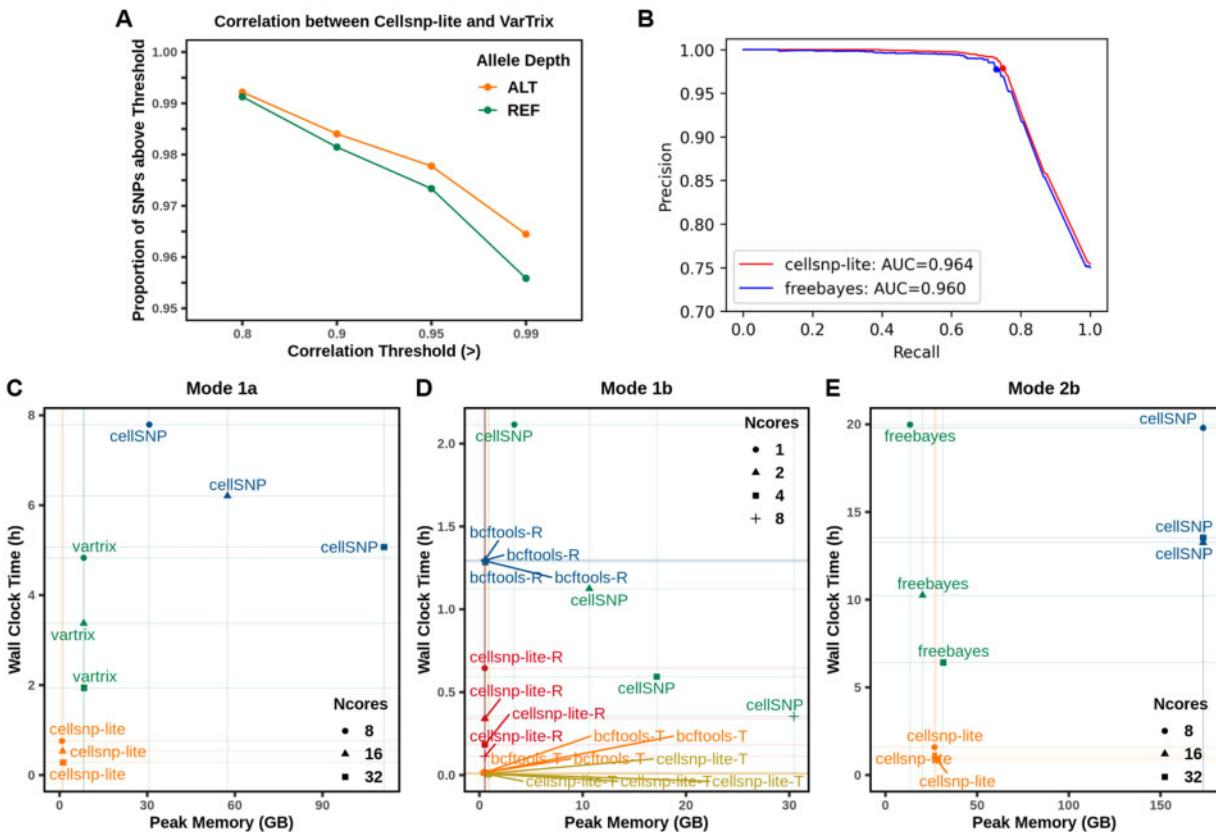 A
Correlation between Cellsnp-lite and VarTrix
Proportion of SNPs above Threshold
1.00
0.99
0.98
0.97
0.96
0.95
Allele Depth
ALT
REF
0.8 0.9 0.95 0.99
Correlation Threshold (>)
B
Precision
1.00
0.95
0.90
0.85
0.80
0.75
0.70
cellsnp-lite: AUC=0.964
freebayes: AUC=0.960
0.0 0.2 0.4 0.6 0.8 1.0
Recall
C
Mode 1a
Wall Clock Time (h)
8
6
4
2
0
cellSNP
cellSNP
cellSNP
vartrix
vartrix
vartrix
cellsnp-lite
cellsnp-lite
cellsnp-lite
Ncores
8
16
32
0 30 60 90
Peak Memory (GB)
D
Mode 1b
Wall Clock Time (h)
2.0
1.5
1.0
0.5
0.0
cellSNP
Ncores
1
2
4
8
bcftools-R
bcftools-R
bcftools-R bcftools-R
cellSNP
cellsnp-lite-R
cellSNP
cellsnp-lite-R
cellsnp-lite-R
cellSNP
cellsnp-lite-R
bcftools-T bcftools-T
bcftools-T bcftools-T
cellsnp-lite-T
cellsnp-lite-T cellsnp-lite-T cellsnp-lite-T
0 10 20 30
Peak Memory (GB)
E
Mode 2b
Wall Clock Time (h)
20
15
10
5
0
cellSNP
freebayes
cellSNP
cellSNP
freebayes
freebayes
cellsnp-lite
cellsnp-lite
cellsnp-lite
Ncores
8
16
32
0 50 100 150
Peak Memory (GB)